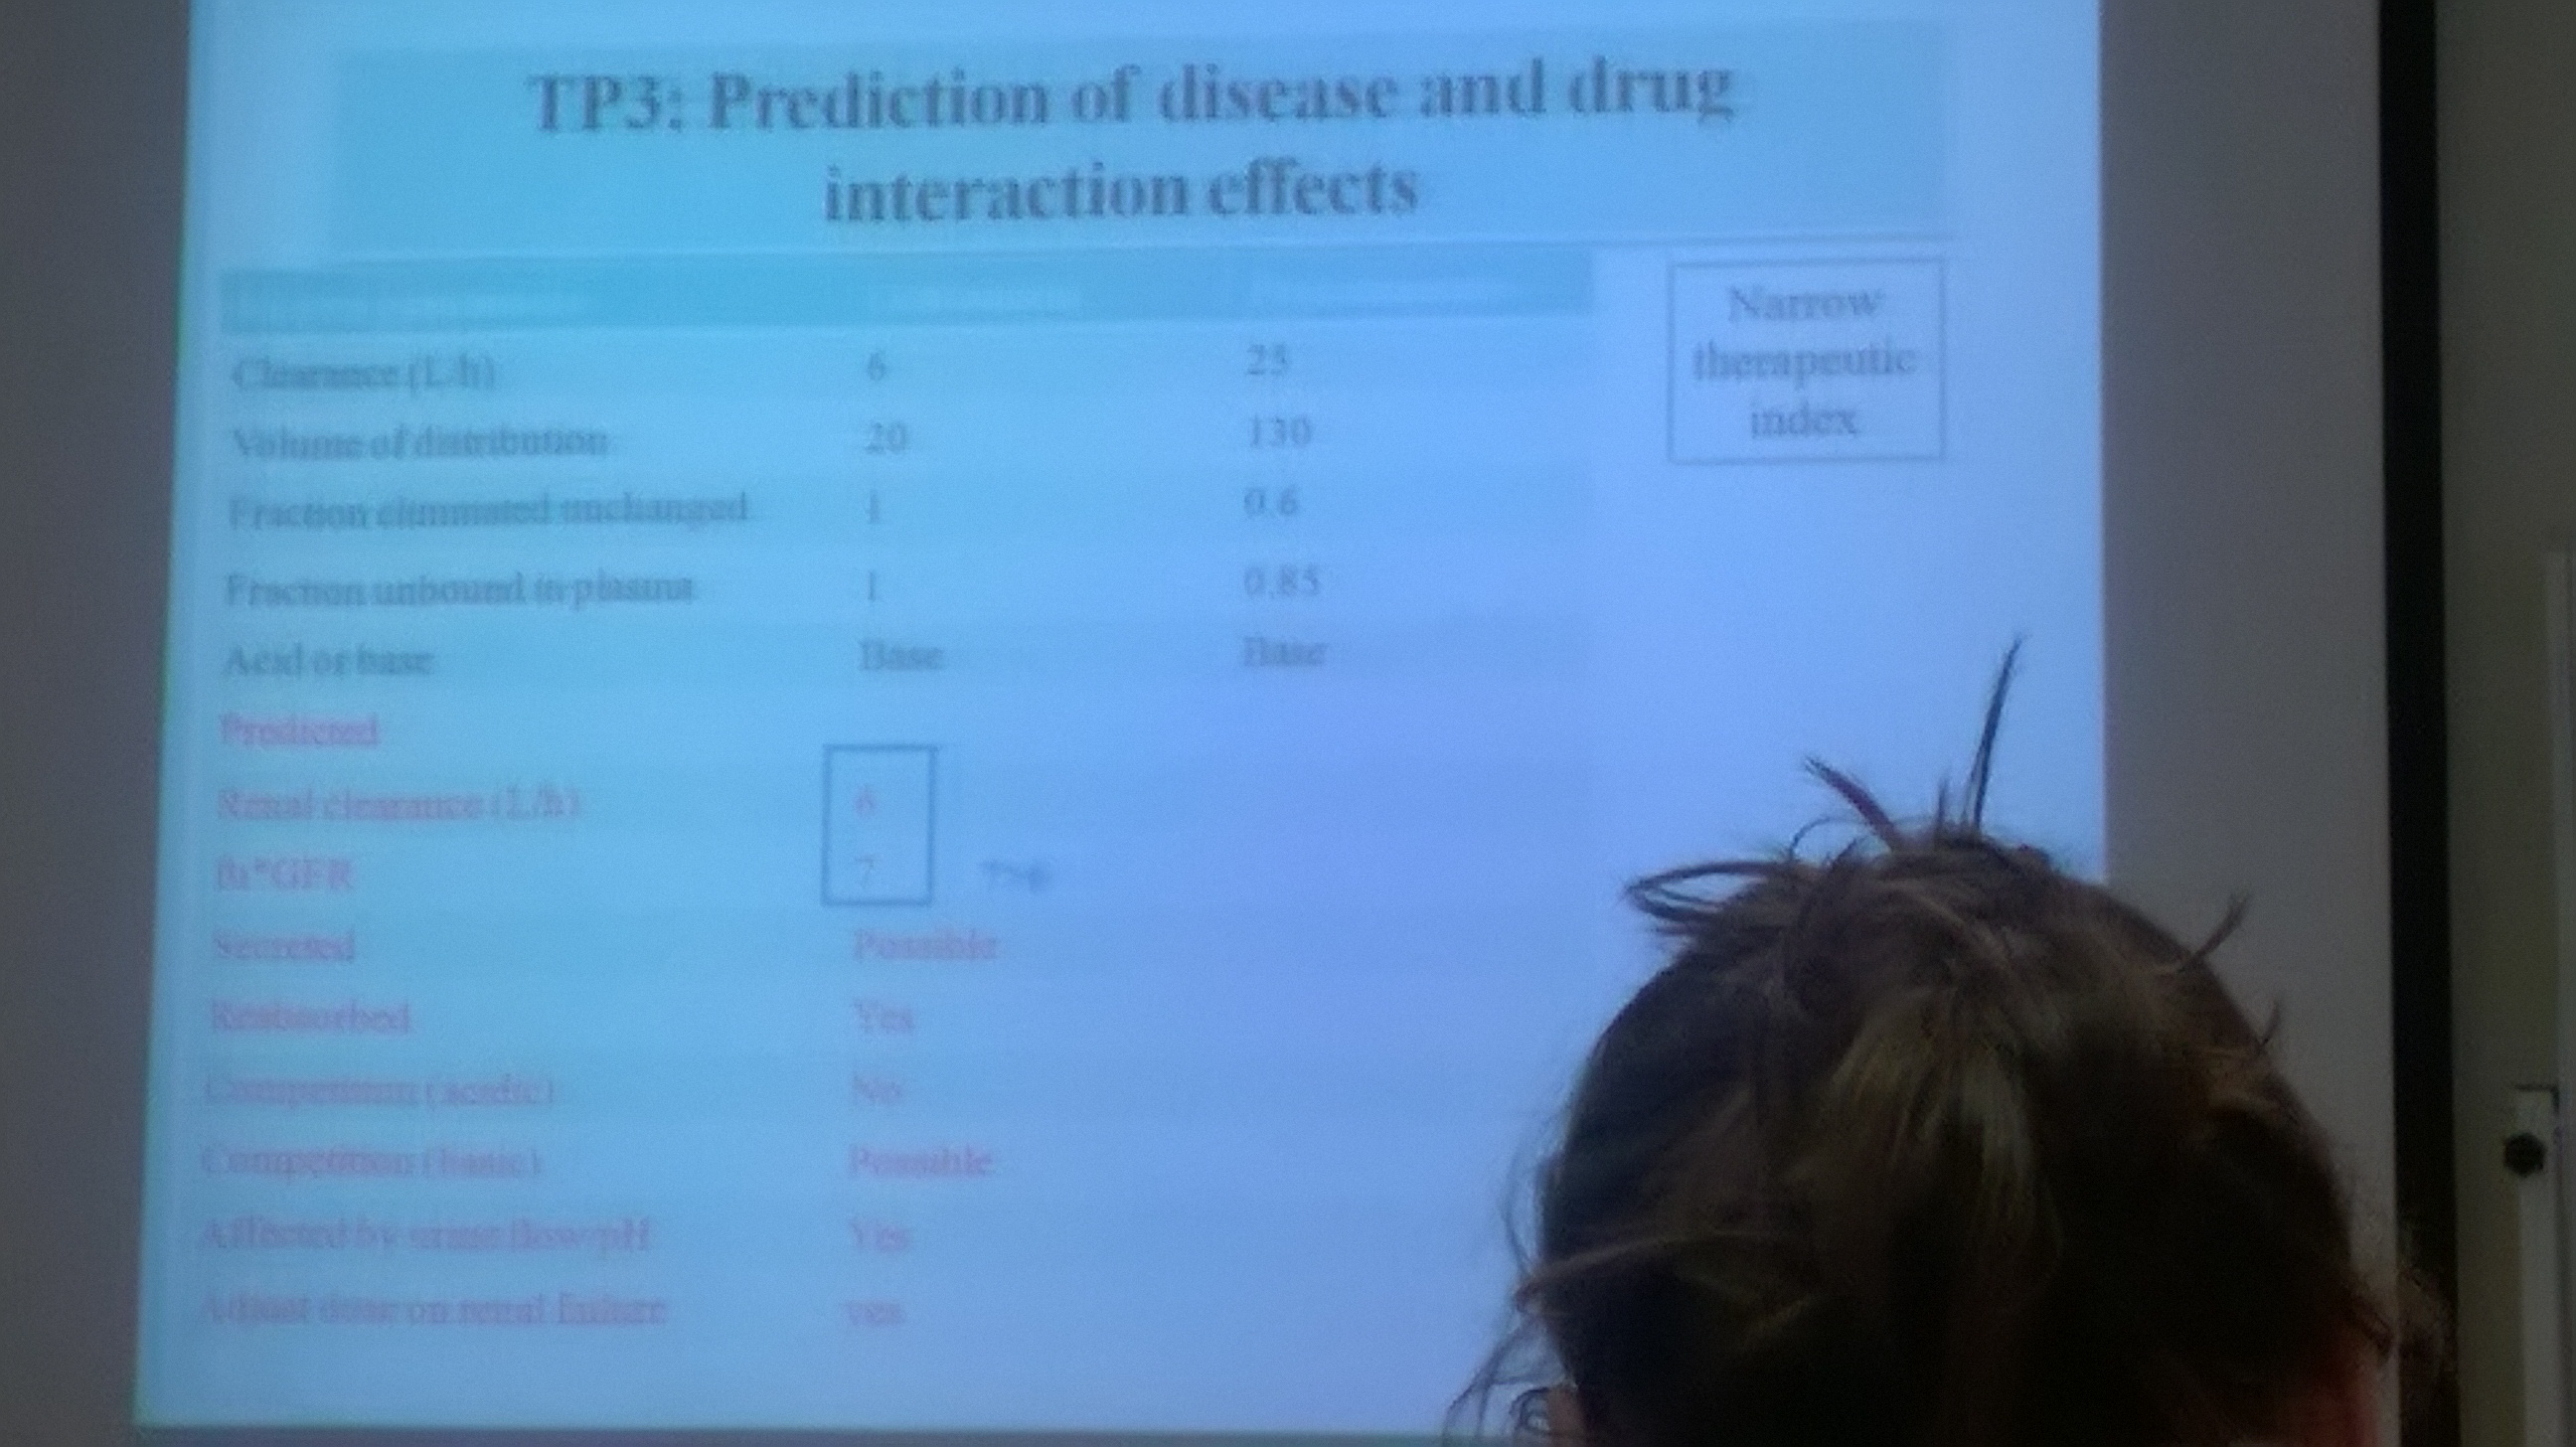 TP3: Prediction of disease and drug
interaction effects
Narrow
therapeutic
index
Clearance (L/h) 6 25
Volume of distribution 20 130
Fraction eliminated unchanged 1 0.6
Fraction unbound in plasma 1 0.85
Acid or base Base Base
Predicted
Renal clearance (L/h) 6
fu*GFR 7
Secreted Possible
Reabsorbed Yes
Competition (acidic) No
Competition (basic) Possible
Affected by urine flow/pH Yes
Adjust dose on renal failure yes